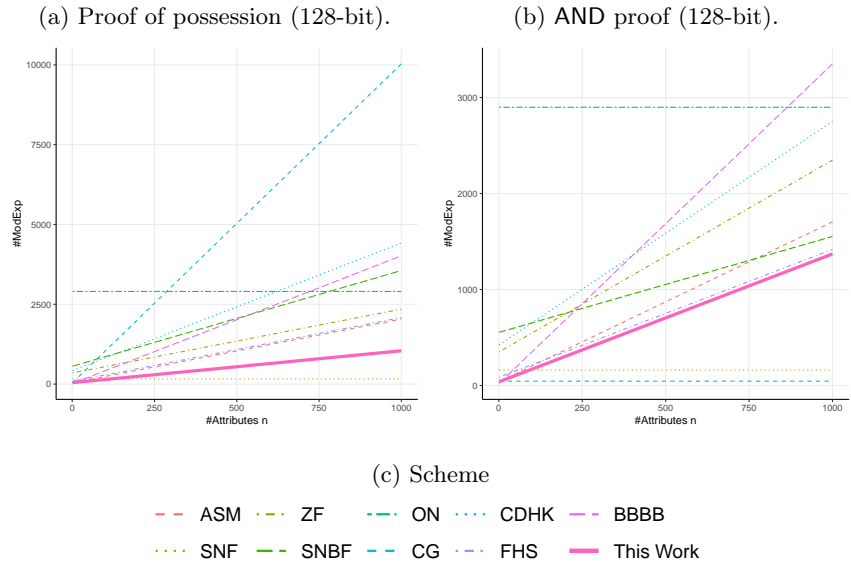 (a) Proof of possession (128-bit).
10000
7500
5000
2500
0
#ModExp
0
250
500
750
1000
#Attributes n
(b) AND proof (128-bit).
3000
2000
1000
0
#ModExp
0
250
500
750
1000
#Attributes n
(c) Scheme
ASM ZF ON CDHK BBBB
SNF SNBF CG FHS This Work